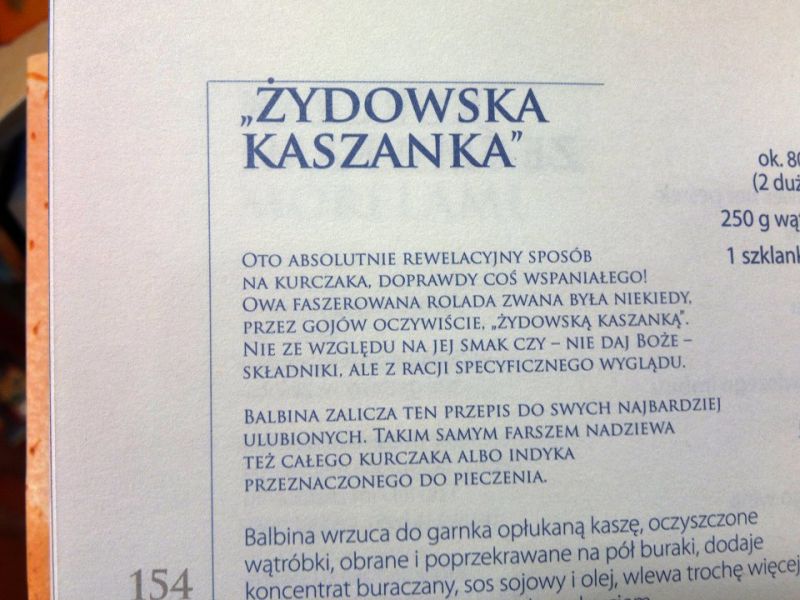 „ŻYDOWSKA
KASZANKA”
OTO ABSOLUTNIE REWELACYJNY SPOSÓB
NA KURCZAKA, DOPRAWDY COŚ WSPANIAŁEGO!
OWA FASZEROWANA ROLADA ZWANA BYŁA NIEKIEDY,
PRZEZ GOJÓW OCZYWIŚCIE, „ŻYDOWSKĄ KASZANKĄ”.
NIE ZE WZGLĘDU NA JEJ SMAK CZY – NIE DAJ BOŻE –
SKŁADNIKI, ALE Z RACJI SPECYFICZNEGO WYGLĄDU.
BALBINA ZALICZA TEN PRZEPIS DO SWYCH NAJBARDZIEJ
ULUBIONYCH. TAKIM SAMYM FARSZEM NADZIEWA
TEŻ CAŁEGO KURCZAKA ALBO INDYKA
PRZEZNACZONEGO DO PIECZENIA.
Balbina wrzuca do garnka opłukaną kaszę, oczyszczone
wątróbki, obrane i poprzekrawane na pół buraki, dodaje
koncentrat buraczany, sos sojowy i olej, wlewa trochę więcej
154
ok. 80
(2 duż
250 g wą
1 szklank